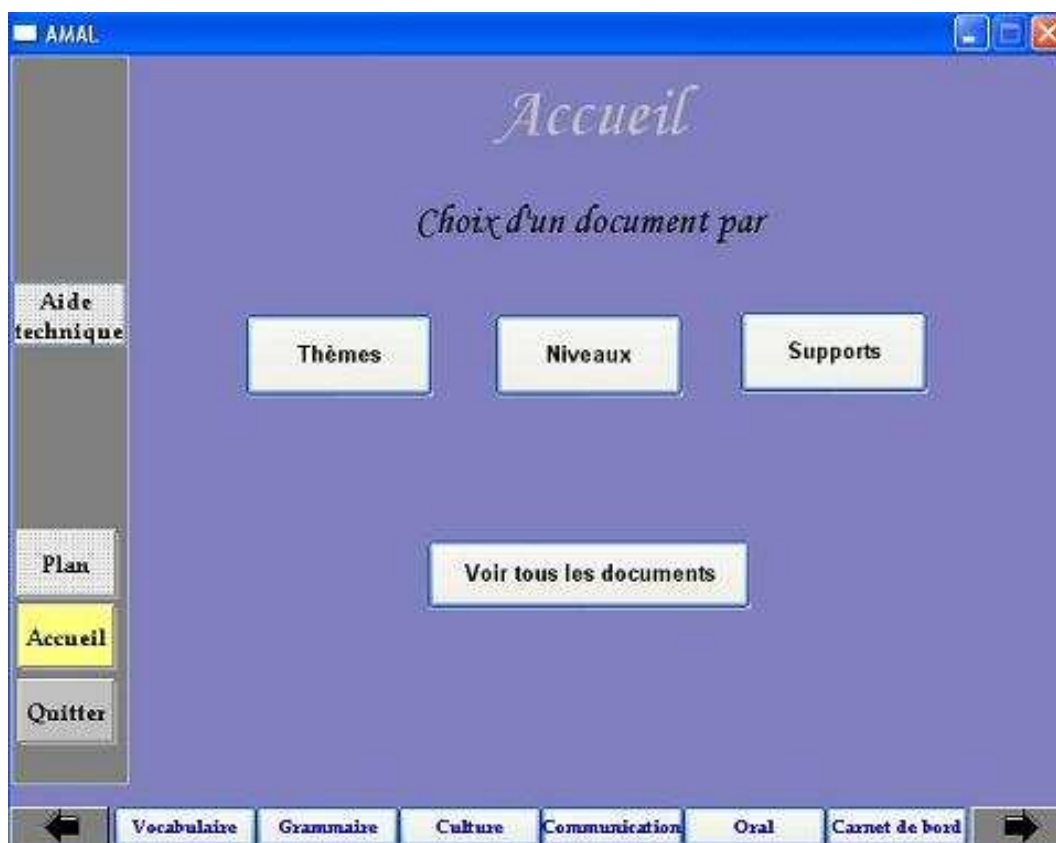 AMAL
Accueil
Choix d'un document par
Aide
technique
Thèmes
Niveaux
Supports
Plan
Voir tous les documents
Accueil
Quitter
Vocabulaire
Grammaire
Culture
Communication
Oral
Carnet de bord